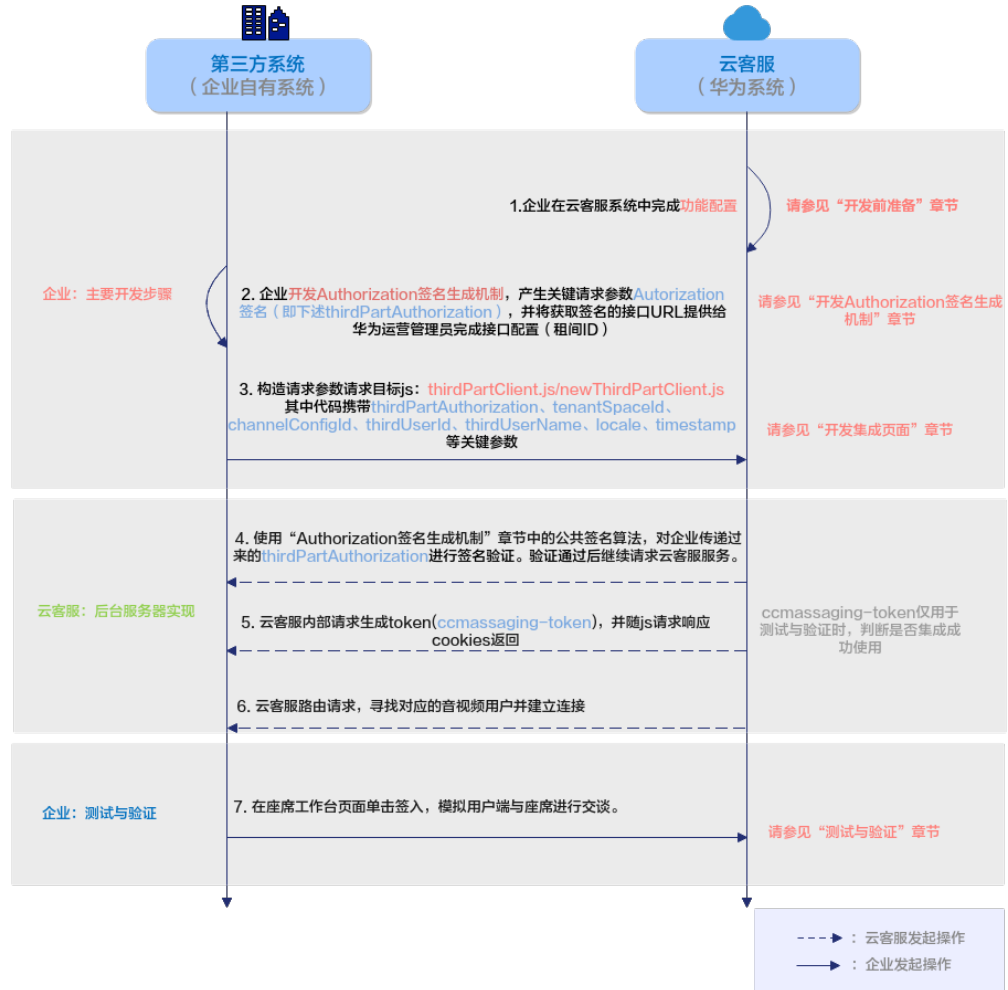 第三方系统
（企业自有系统）
云客服
（华为系统）
1.企业在云客服系统中完成功能配置
请参见“开发前准备”章节
企业：主要开发步骤
2. 企业开发Authorization签名生成机制，产生关键请求参数Autorization
签名（即下述thirdPartAuthorization），并将获取签名的接口URL提供给
华为运营管理员完成接口配置（租间ID）
请参见“开发Authorization签名生成
机制”章节
3. 构造请求参数请求目标js：thirdPartClient.js/newThirdPartClient.js
其中代码携带thirdPartAuthorization、tenantSpaceId、
channelConfigId、thirdUserId、thirdUserName、locale、timestamp
等关键参数
请参见“开发集成页面”章节
4. 使用“Authorization签名生成机制”章节中的公共签名算法，对企业传递过
来的thirdPartAuthorization进行签名验证。验证通过后继续请求云客服服务。
云客服：后台服务器实现
5. 云客服内部请求生成token(ccmassaging-token)，并随js请求响应
cookies返回
ccmassaging-token仅用于
测试与验证时，判断是否集成成
功使用
6. 云客服路由请求，寻找对应的音视频用户并建立连接
企业：测试与验证
7. 在座席工作台页面单击签入，模拟用户端与座席进行交谈。
请参见“测试与验证”章节
：云客服发起操作
：企业发起操作